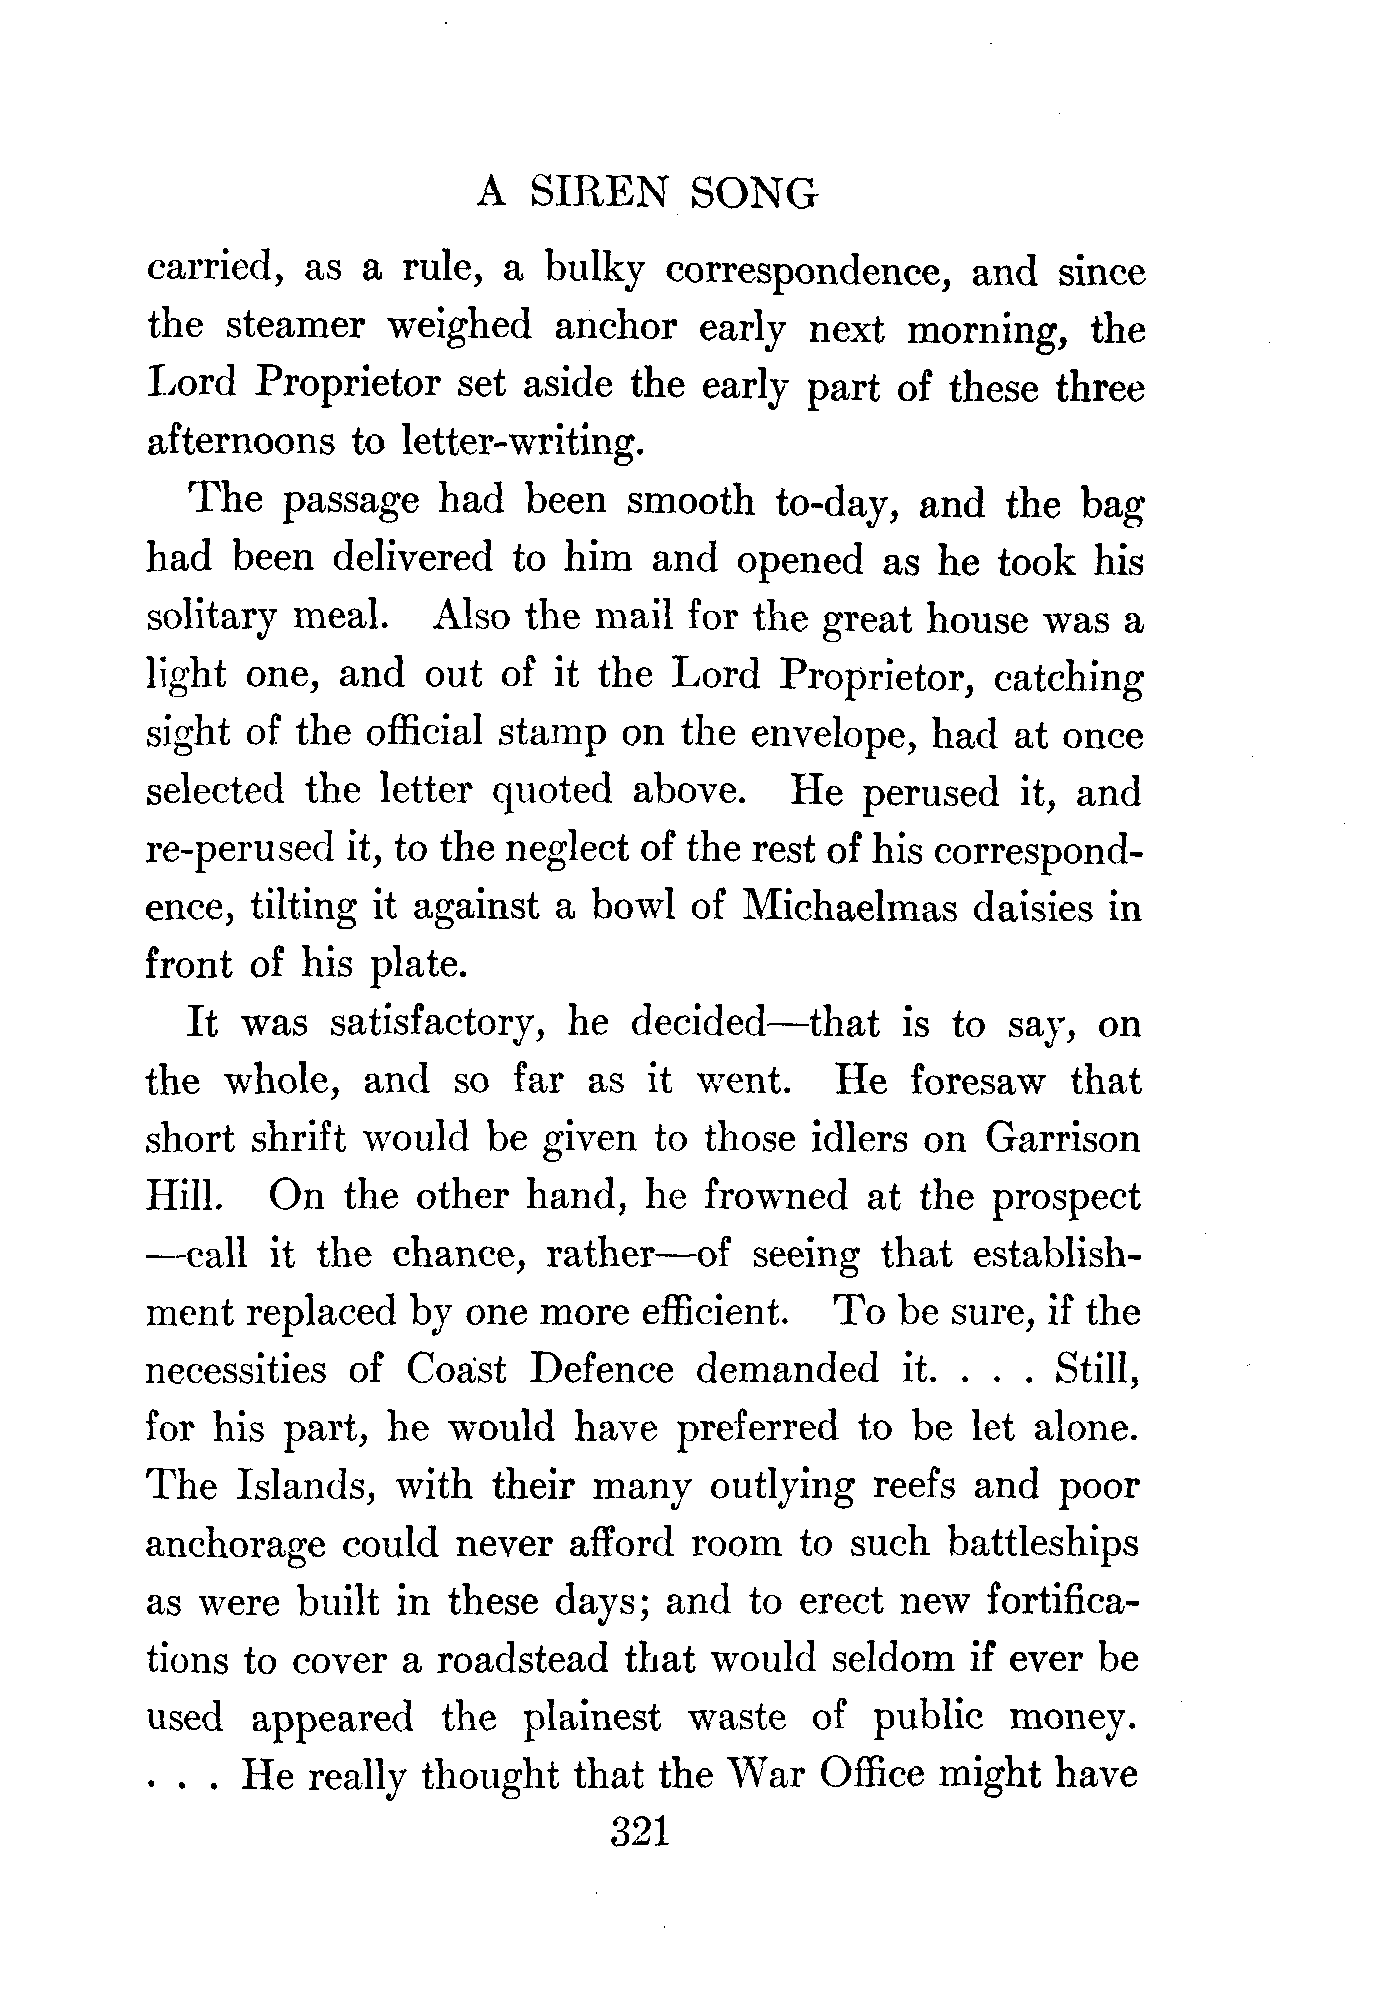 A SIREN SONG
carried, as a rule, a bulky correspondence, and since
the steamer weighed anchor early next morning, the
Lord Proprietor set aside the early part of these three
afternoons to letter-writing.
The passage had been smooth to-day, and the bag
had been delivered to him and opened as he took his
solitary meal. Also the mail for the great house was a
light one, and out of it the Lord Proprietor, catching
sight of the official stamp on the envelope, had at once
selected the letter quoted above. He perused it, and
re-perused it, to the neglect of the rest of his correspond-
ence, tilting it against a bowl of Michaelmas daisies in
front of his plate.
It was satisfactory, he decided—that is to say, on
the whole, and so far as it went. He foresaw that
short shrift would be given to those idlers on Garrison
Hill. On the other hand, he frowned at the prospect
—call it the chance, rather—of seeing that establish-
ment replaced by one more efficient. To be sure, if the
necessities of Coast Defence demanded it. . . . Still,
for his part, he would have preferred to be let alone.
The Islands, with their many outlying reefs and poor
anchorage could never afford room to such battleships
as were built in these days; and to erect new fortifica-
tions to cover a roadstead that would seldom if ever be
used appeared the plainest waste of public money.
. . . He really thought that the War Office might have
321